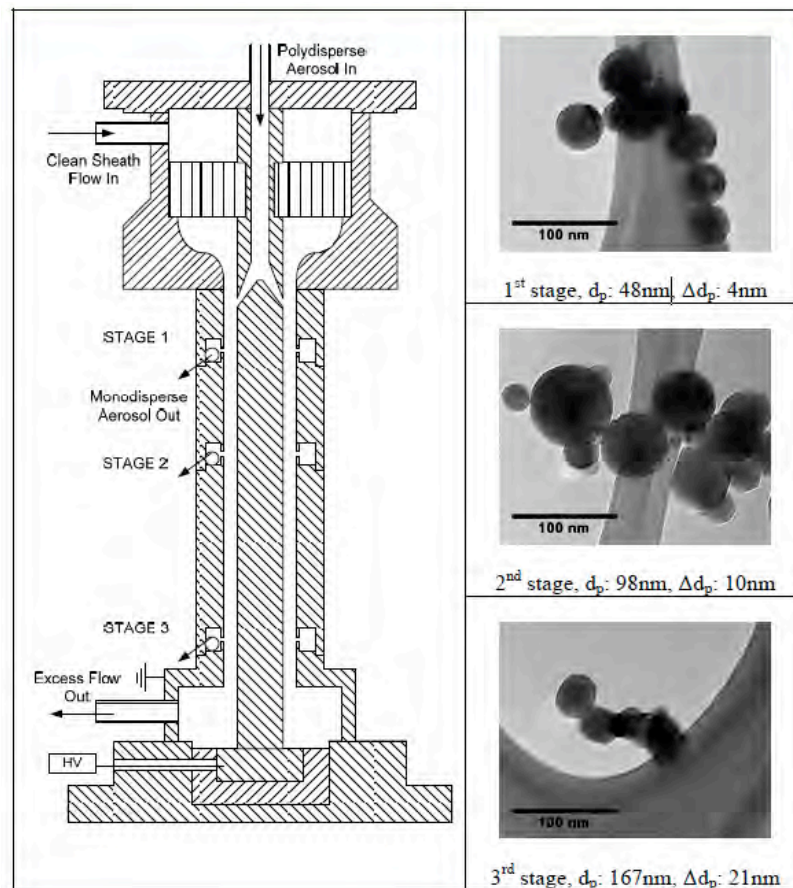 Polydisperse
Aerosol In
Clean Sheath
Flow In
STAGE 1
Monodisperse
Aerosol Out
STAGE 2
STAGE 3
Excess Flow
Out
HV
100 nm
1st stage, dp: 48nm, Δdp: 4nm
100 nm
2nd stage, dp: 98nm, Δdp: 10nm
100 nm
3rd stage, dp: 167nm, Δdp: 21nm